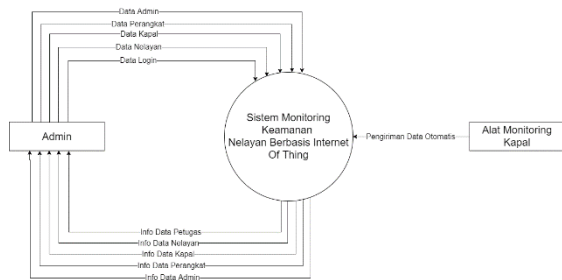 Data Admin
Data Perangkat
Data Kapal
Data Nelayan
Data Login
Admin
Sistem Monitoring
Keamanan
Nelayan Berbasis Internet
Of Thing
Pengiriman Data Otomatis
Alat Monitoring
Kapal
Info Data Petugas
Info Data Nelayan
Info Data Kapal
Info Data Perangkat
Info Data Admin